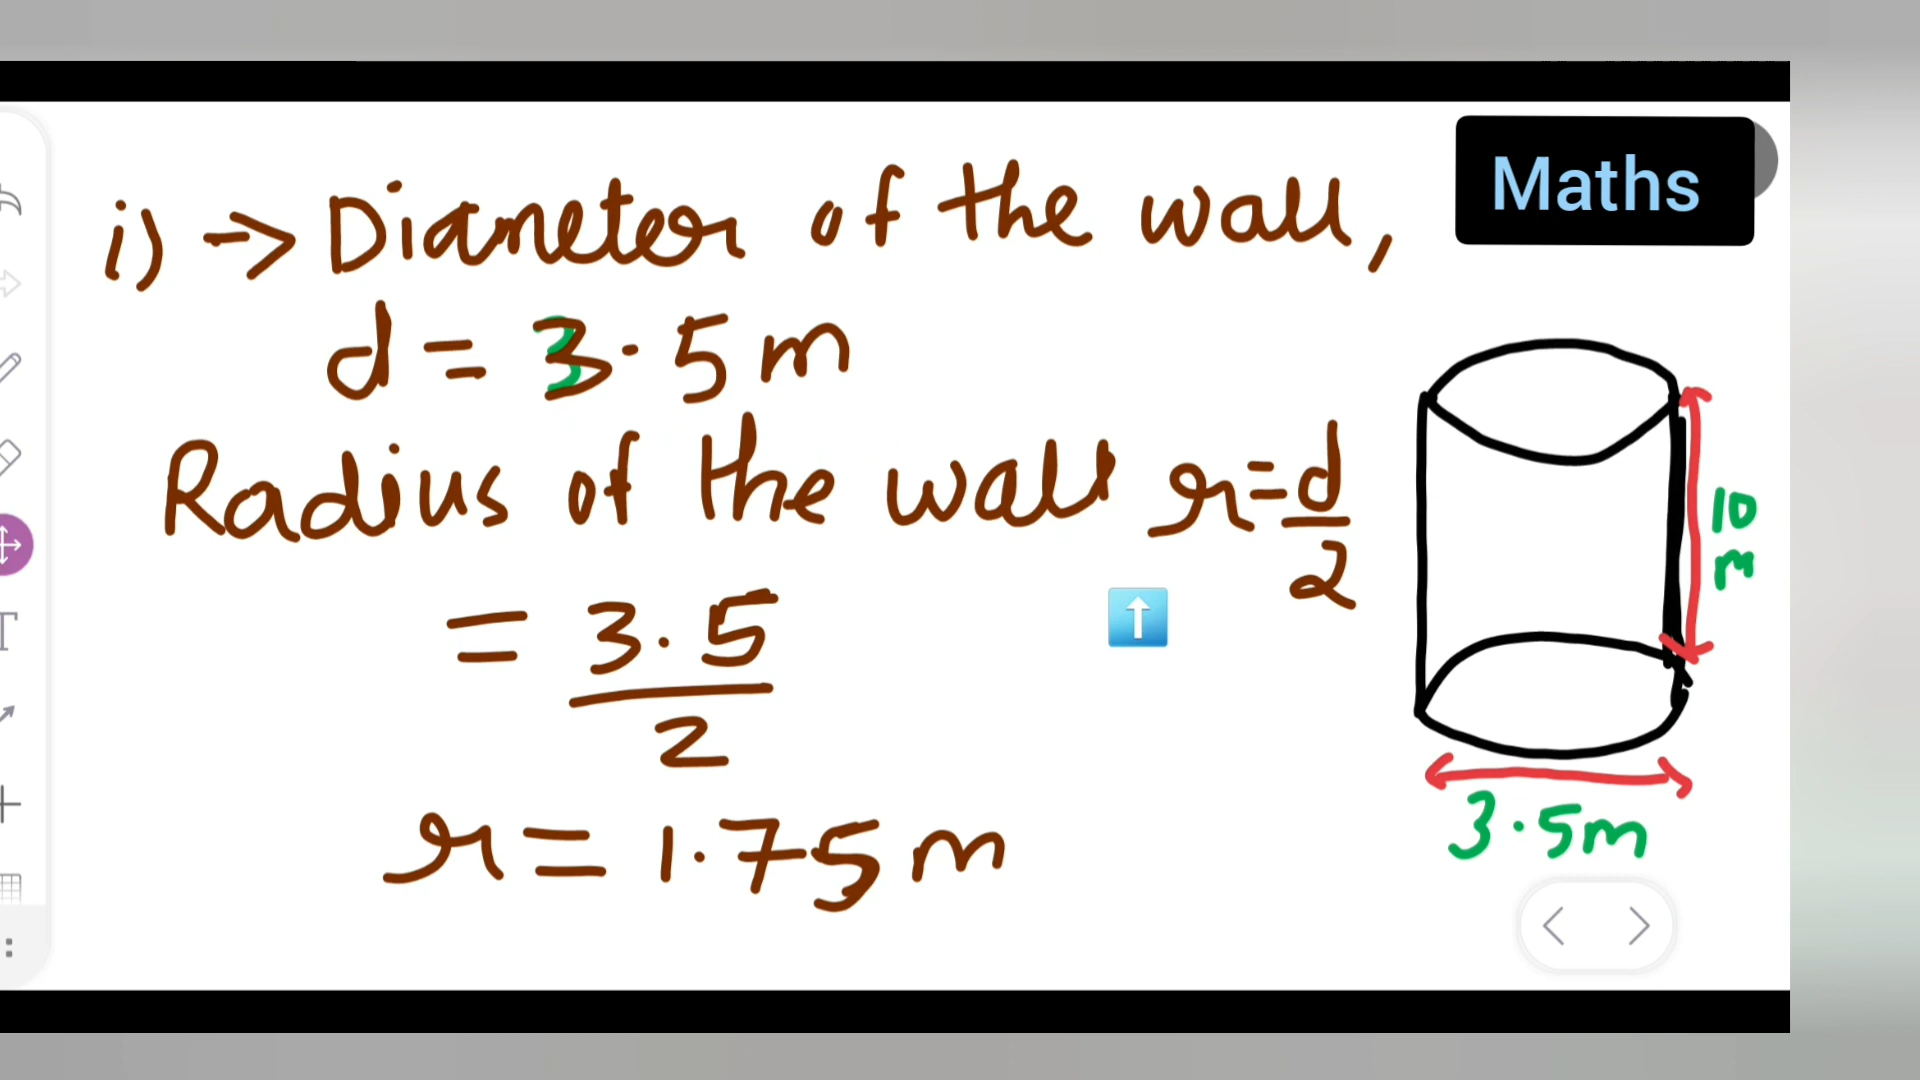 Maths
i) -> Diameter of the wall,
d = 3.5 m
Radius of the wall r = d/2
= 3.5/2
r = 1.75 m
10
m
3.5m